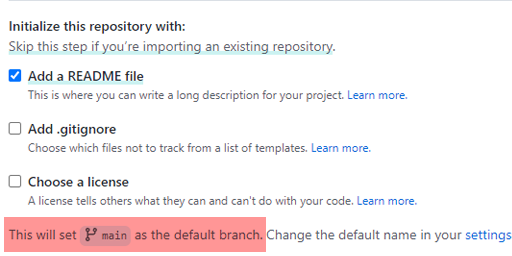 Initialize this repository with:
Skip this step if you're importing an existing repository.
Add a README file
This is where you can write a long description for your project. Learn more.
Add .gitignore
Choose which files not to track from a list of templates. Learn more.
Choose a license
A license tells others what they can and can't do with your code. Learn more.
This will set main as the default branch. Change the default name in your settings